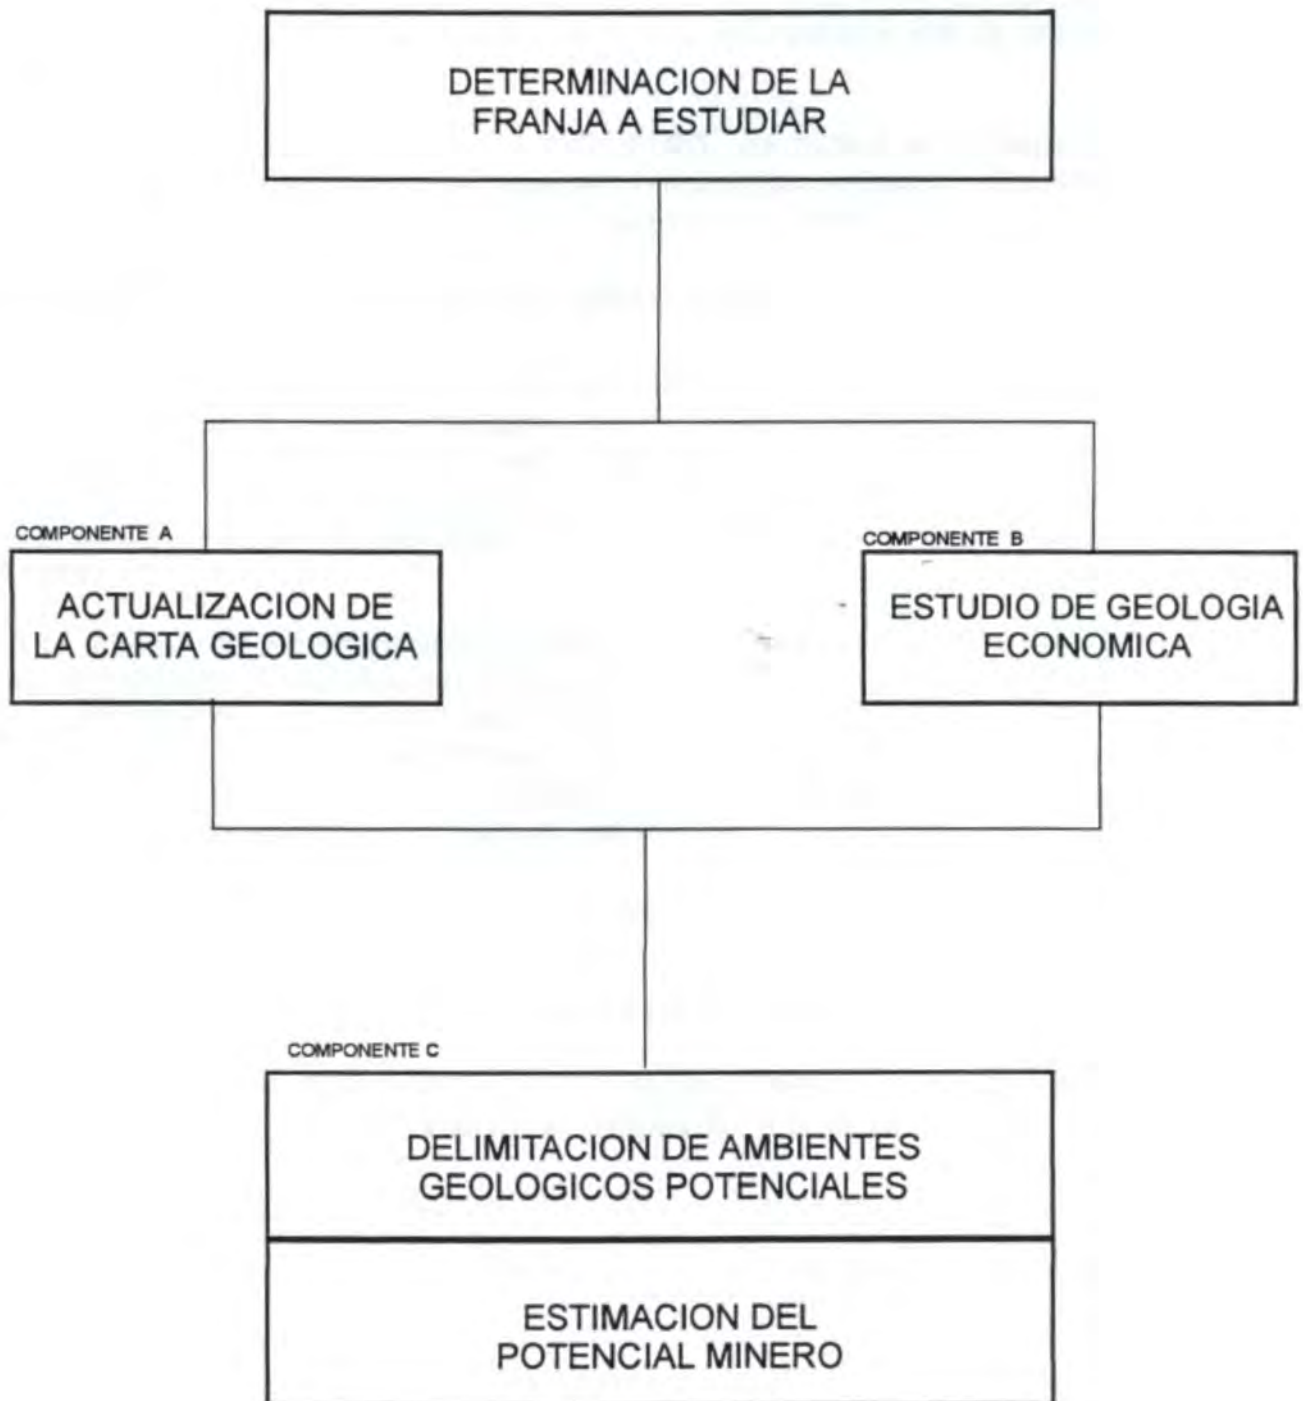 DETERMINACION DE LA
FRANJA A ESTUDIAR
COMPONENTE A
ACTUALIZACION DE
LA CARTA GEOLOGICA
COMPONENTE B
ESTUDIO DE GEOLOGIA
ECONOMICA
COMPONENTE C
DELIMITACION DE AMBIENTES
GEOLOGICOS POTENCIALES
ESTIMACION DEL
POTENCIAL MINERO